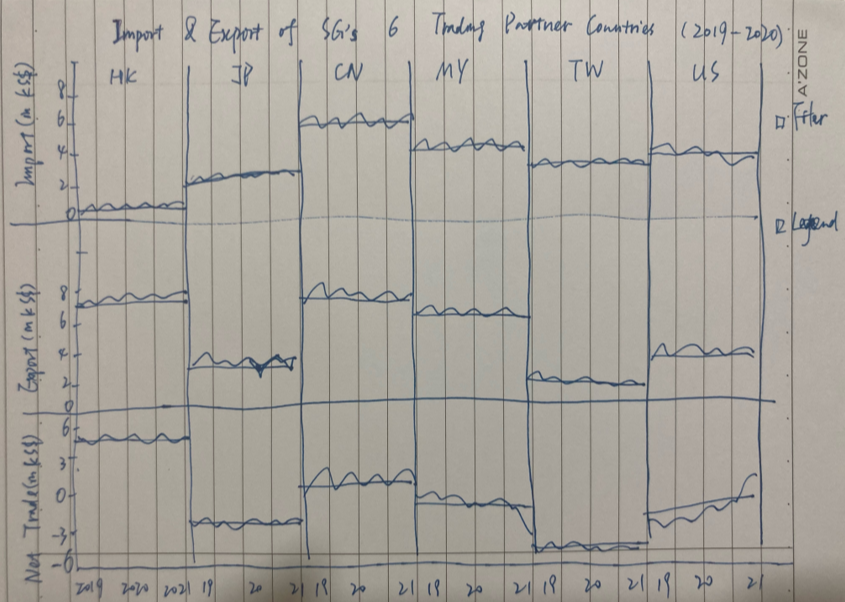 Import & Export of SG's 6 Trading Partner Countries (2019-2020)
A'ZONE
HK JP CN MY TW US
Import (m k S$)
8
6
4
2
0
Legend
Export (m k S$)
8
6
4
2
0
Net Trade (m k S$)
6
3
0
-3
-6
2019 2020 2021 19 20 21 19 20 21 19 20 21 19 20 21 19 20 21